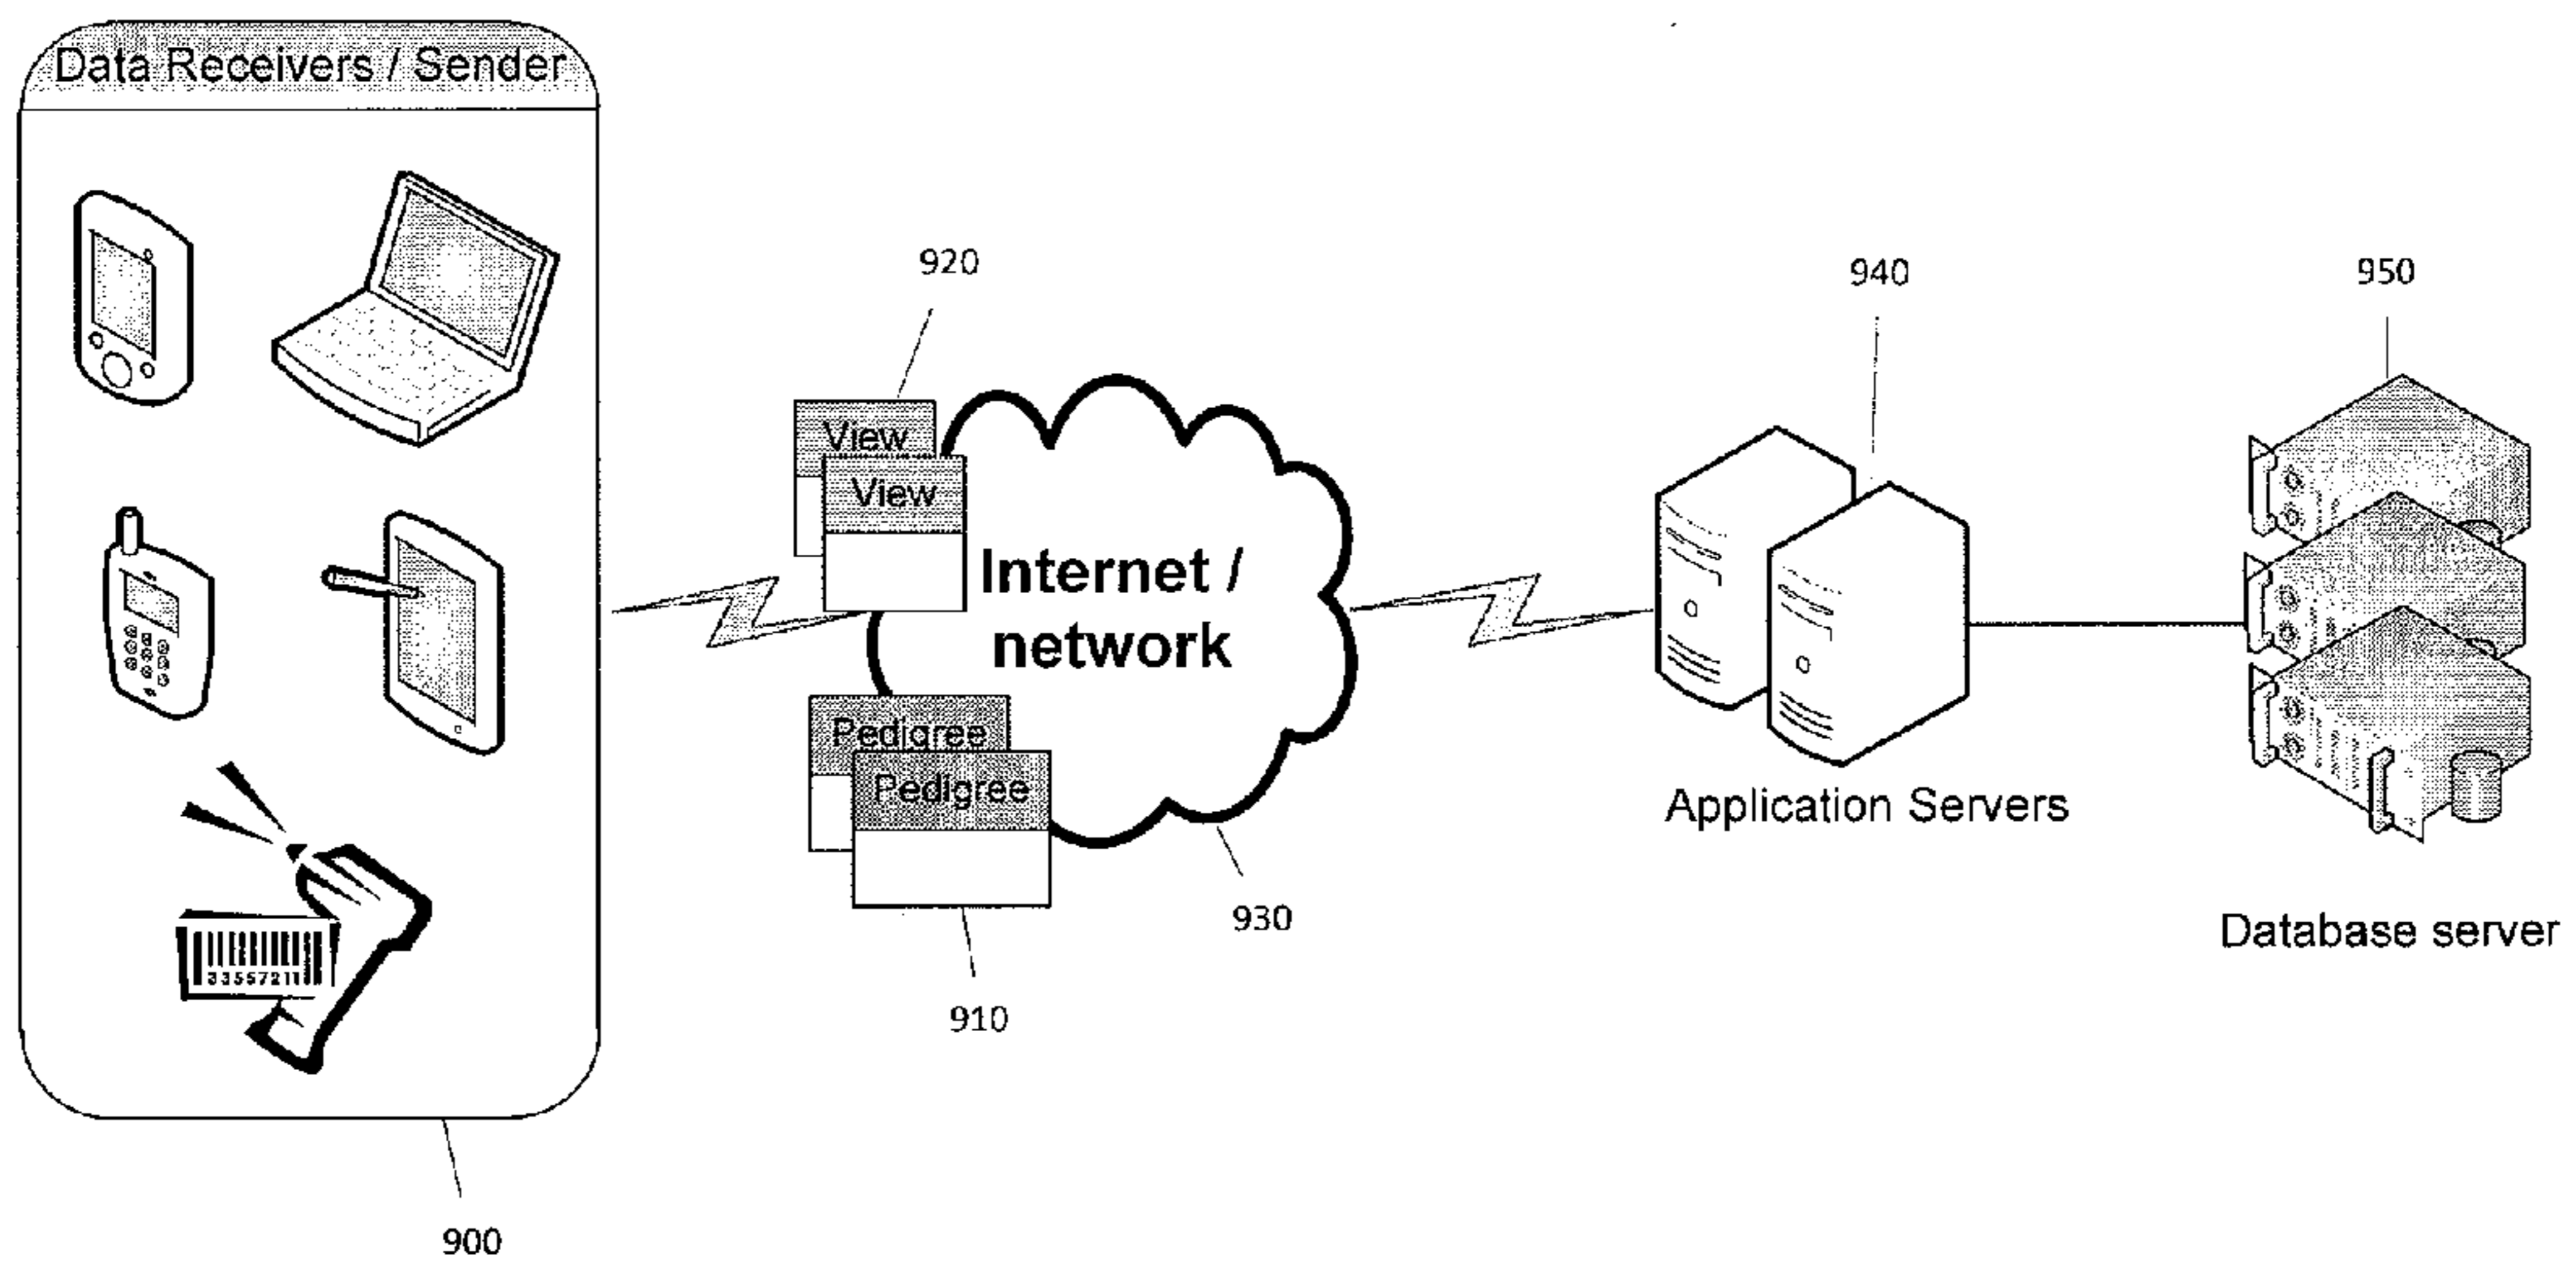 Data Receivers / Sender
920
940
950
View
View
Internet /
network
Pedigree
Pedigree
Application Servers
930
Database server
33557211
910
900